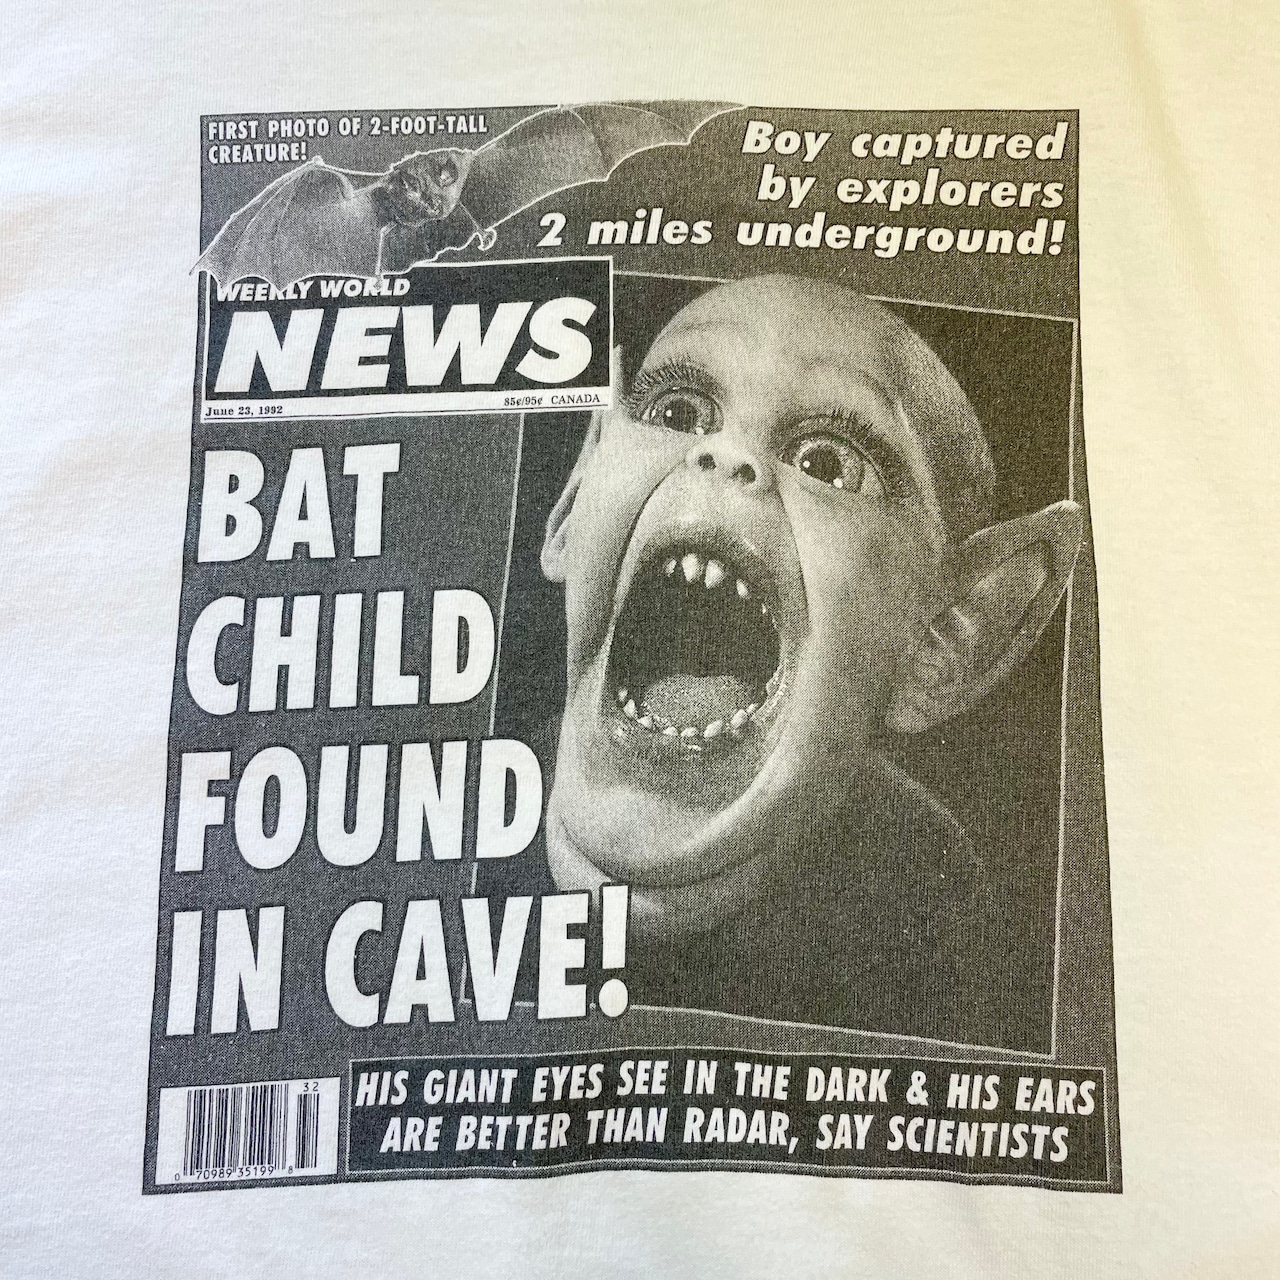 FIRST PHOTO OF 2-FOOT-TALL
CREATURE!
Boy captured
by explorers
2 miles underground!
WEEKLY WORLD
NEWS
June 23, 1992
85¢/95¢ CANADA
BAT
CHILD
FOUND
IN CAVE!
HIS GIANT EYES SEE IN THE DARK & HIS EARS
ARE BETTER THAN RADAR, SAY SCIENTISTS
32
0 70989 35199 8